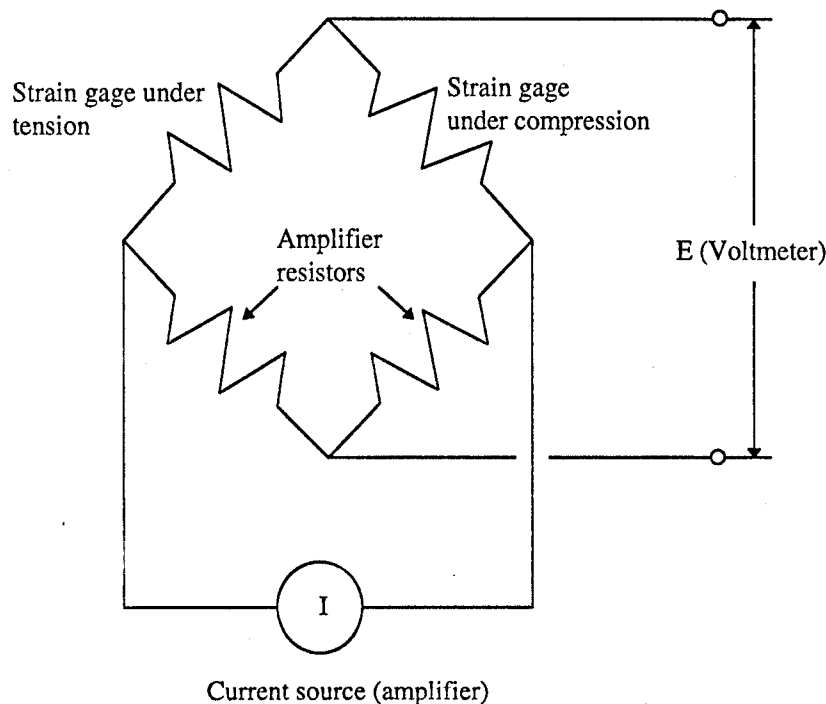 Strain gage under
tension
Strain gage
under compression
Amplifier
resistors
E (Voltmeter)
I
Current source (amplifier)